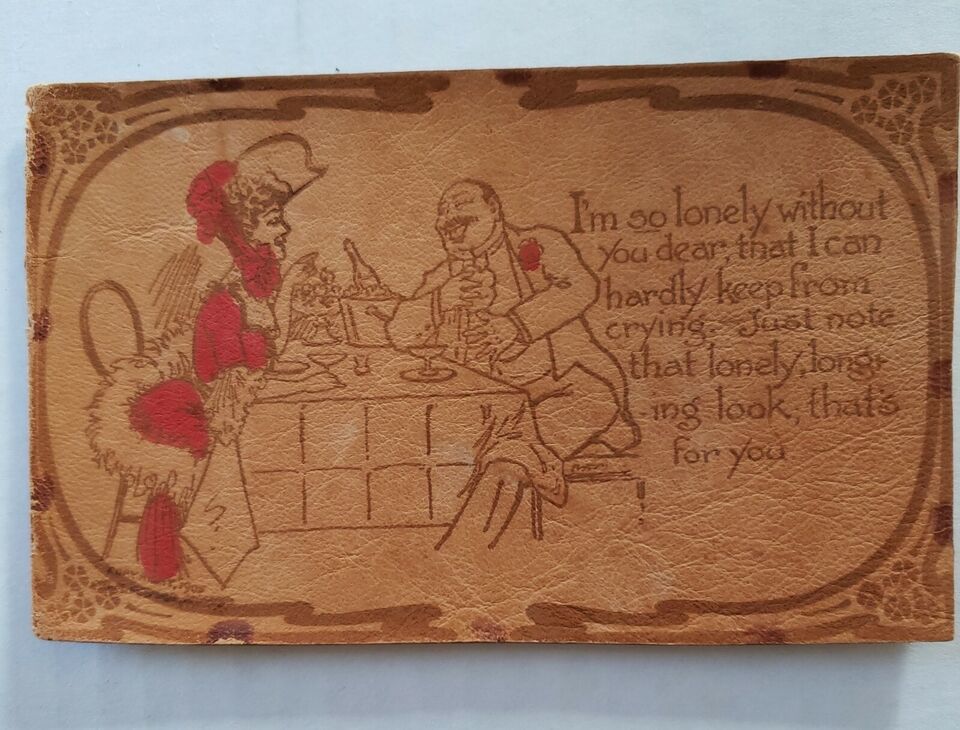 I'm so lonely without
you dear, that I can
hardly keep from
crying. Just note
that lonely, long-
-ing look, that's
for you